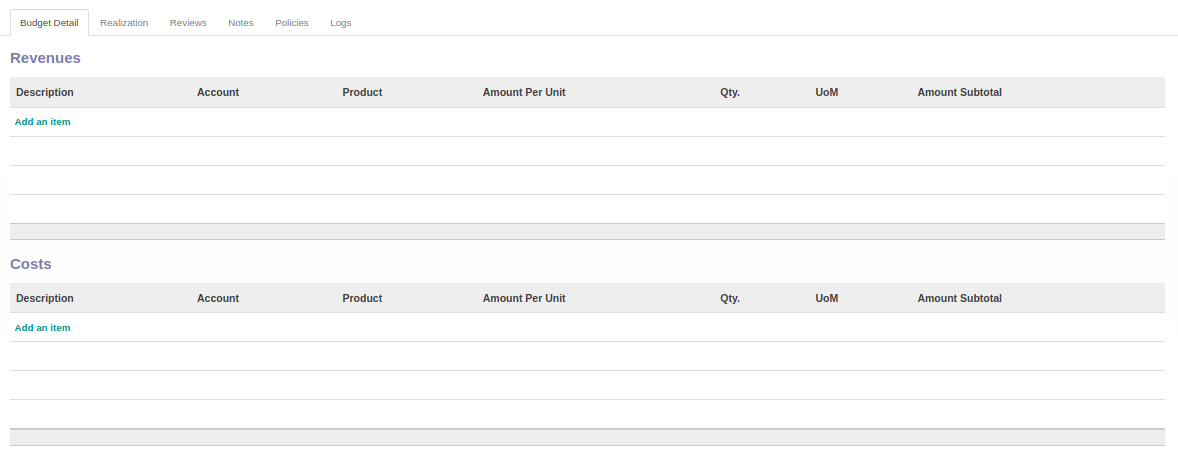 Budget Detail Realization Reviews Notes Policies Logs
Revenues
Description Account Product Amount Per Unit Qty. UoM Amount Subtotal
Add an item
Costs
Description Account Product Amount Per Unit Qty. UoM Amount Subtotal
Add an item